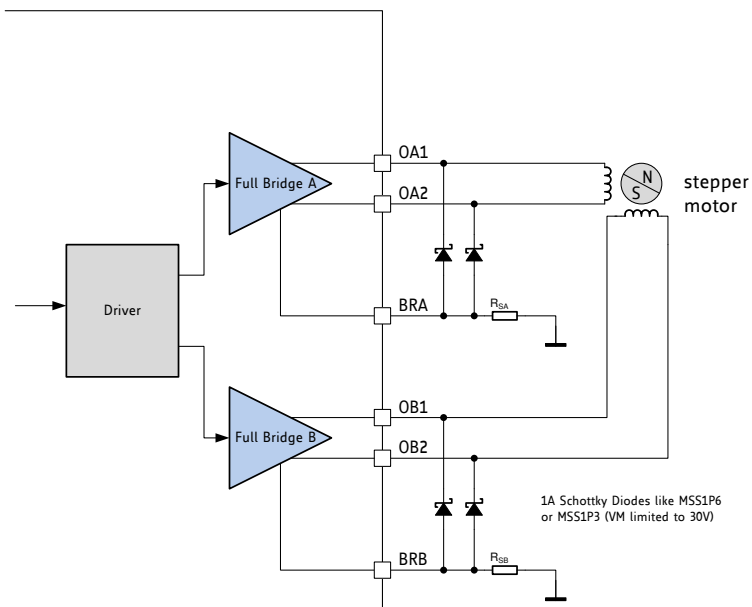 OA1
Full Bridge A
OA2
N
S
stepper
motor
Driver
BRA
RSA
OB1
Full Bridge B
OB2
1A Schottky Diodes like MSS1P6
or MSS1P3 (VM limited to 30V)
BRB
RSB